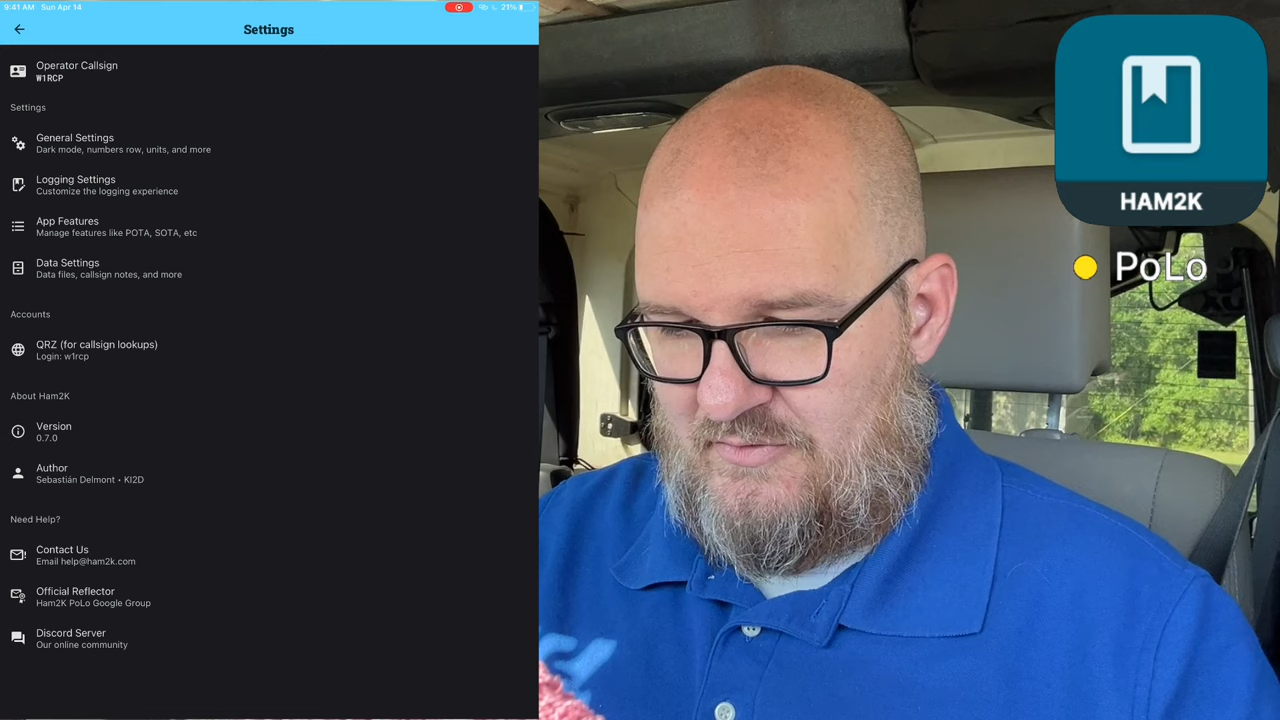 9:41 AM Sun Apr 14
21%
Settings
Operator Callsign
W1RCP
Settings
General Settings
Dark mode, numbers row, units, and more
Logging Settings
Customize the logging experience
App Features
Manage features like POTA, SOTA, etc
Data Settings
Data files, callsign notes, and more
Accounts
QRZ (for callsign lookups)
Login: w1rcp
About Ham2K
Version
0.7.0
Author
Sebastián Delmont • KI2D
Need Help?
Contact Us
Email help@ham2k.com
Official Reflector
Ham2K PoLo Google Group
Discord Server
Our online community
HAM2K
PoLo